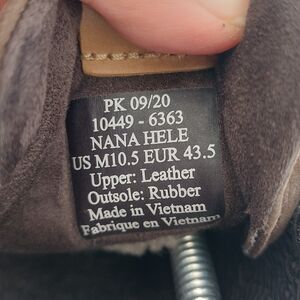 PK 09/20
10449 - 6363
NANA HELE
US M10.5 EUR 43.5
Upper: Leather
Outsole: Rubber
Made in Vietnam
Fabrique en Vietnam